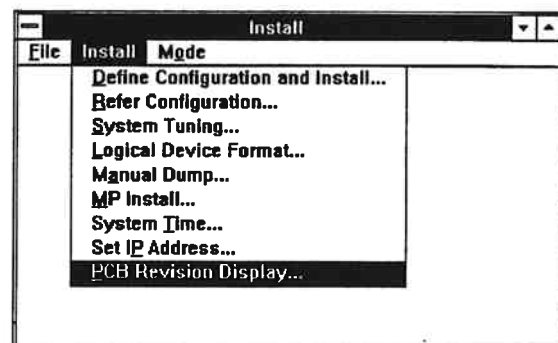 Install
File Install Mode
Define Configuration and Install...
Refer Configuration...
System Tuning...
Logical Device Format...
Manual Dump...
MP Install...
System Time...
Set IP Address...
PCB Revision Display...